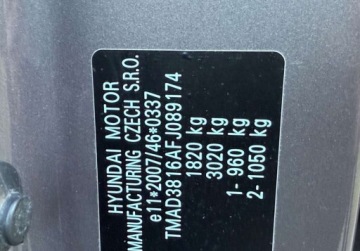 HYUNDAI MOTOR
MANUFACTURING CZECH S.R.O.
e11*2007/46*0337
TMAD3816AFJ089174
1820 kg
3020 kg
1- 960 kg
2- 1050 kg